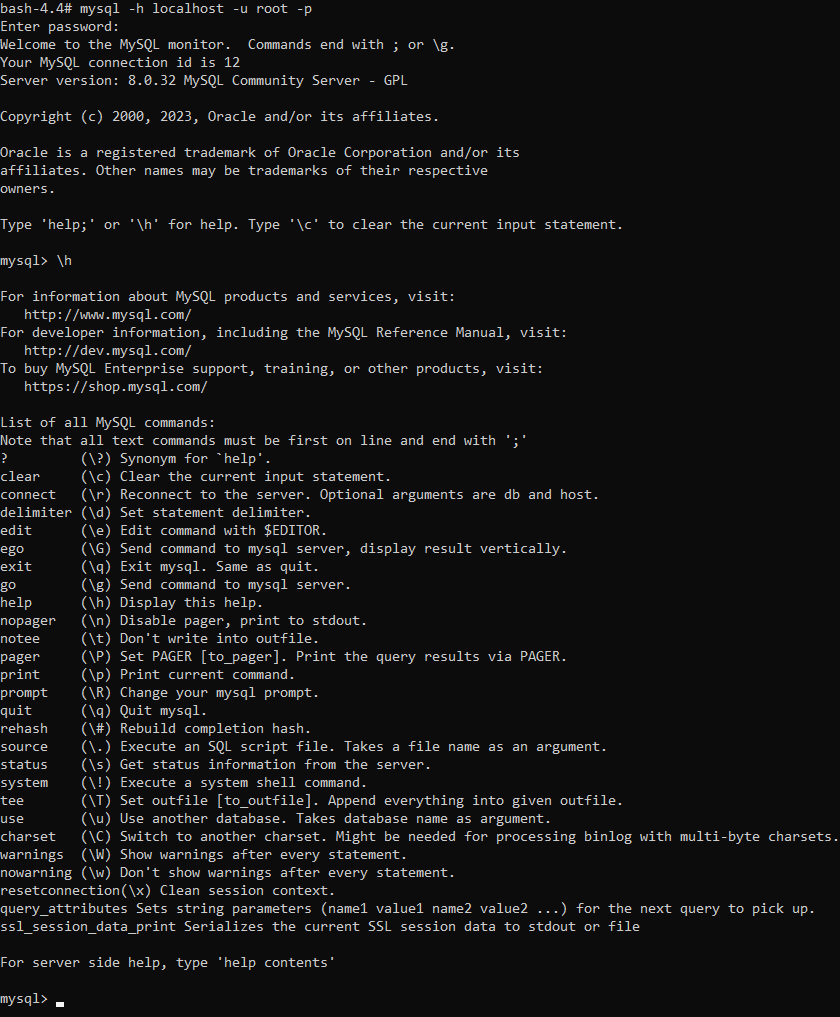 bash-4.4# mysql -h localhost -u root -p
Enter password:
Welcome to the MySQL monitor.  Commands end with ; or \g.
Your MySQL connection id is 12
Server version: 8.0.32 MySQL Community Server - GPL

Copyright (c) 2000, 2023, Oracle and/or its affiliates.

Oracle is a registered trademark of Oracle Corporation and/or its
affiliates. Other names may be trademarks of their respective
owners.

Type 'help;' or '\h' for help. Type '\c' to clear the current input statement.

mysql> \h

For information about MySQL products and services, visit:
   http://www.mysql.com/
For developer information, including the MySQL Reference Manual, visit:
   http://dev.mysql.com/
To buy MySQL Enterprise support, training, or other products, visit:
   https://shop.mysql.com/

List of all MySQL commands:
Note that all text commands must be first on line and end with ';'
?         (\?) Synonym for `help'.
clear     (\c) Clear the current input statement.
connect   (\r) Reconnect to the server. Optional arguments are db and host.
delimiter (\d) Set statement delimiter.
edit      (\e) Edit command with $EDITOR.
ego       (\G) Send command to mysql server, display result vertically.
exit      (\q) Exit mysql. Same as quit.
go        (\g) Send command to mysql server.
help      (\h) Display this help.
nopager   (\n) Disable pager, print to stdout.
notee     (\t) Don't write into outfile.
pager     (\P) Set PAGER [to_pager]. Print the query results via PAGER.
print     (\p) Print current command.
prompt    (\R) Change your mysql prompt.
quit      (\q) Quit mysql.
rehash    (\#) Rebuild completion hash.
source    (\.) Execute an SQL script file. Takes a file name as an argument.
status    (\s) Get status information from the server.
system    (\!) Execute a system shell command.
tee       (\T) Set outfile [to_outfile]. Append everything into given outfile.
use       (\u) Use another database. Takes database name as argument.
charset   (\C) Switch to another charset. Might be needed for processing binlog with multi-byte charsets.
warnings  (\W) Show warnings after every statement.
nowarning (\w) Don't show warnings after every statement.
resetconnection(\x) Clean session context.
query_attributes Sets string parameters (name1 value1 name2 value2 ...) for the next query to pick up.
ssl_session_data_print Serializes the current SSL session data to stdout or file

For server side help, type 'help contents'

mysql> _